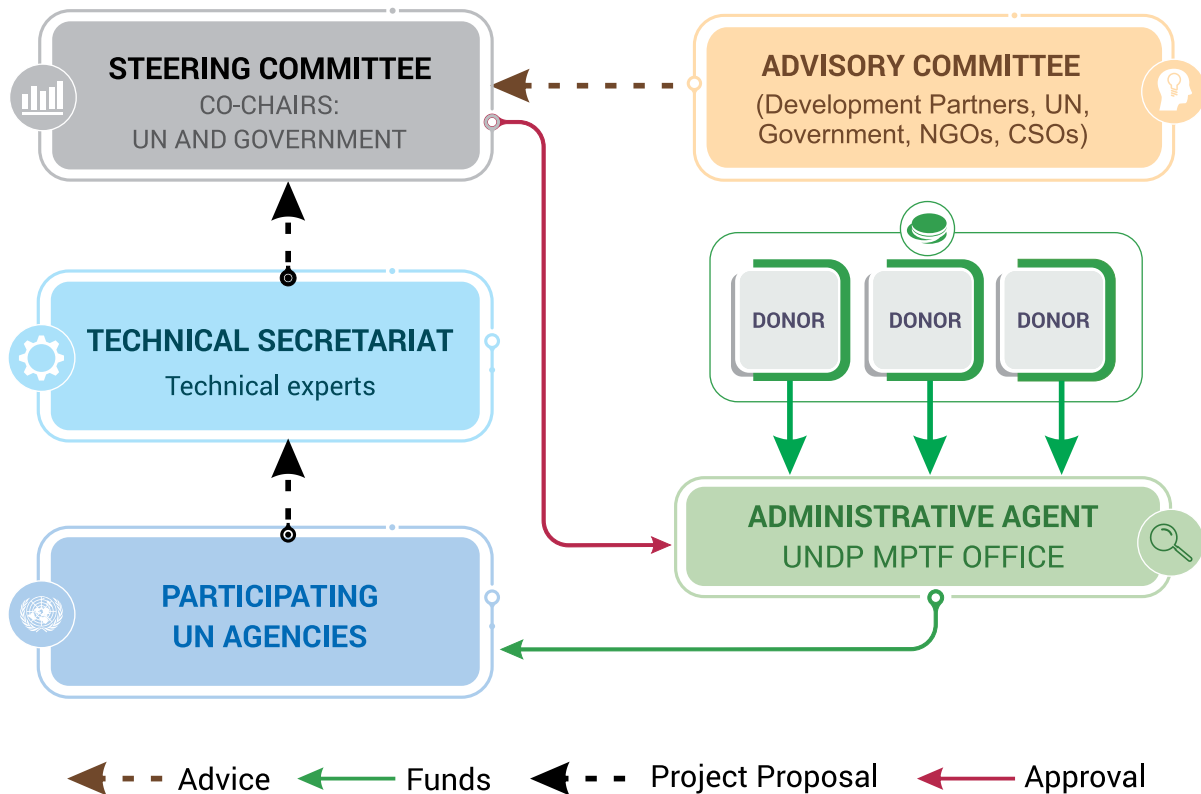 STEERING COMMITTEE
CO-CHAIRS:
UN AND GOVERNMENT
ADVISORY COMMITTEE
(Development Partners, UN,
Government, NGOs, CSOs)
DONOR
DONOR
DONOR
TECHNICAL SECRETARIAT
Technical experts
ADMINISTRATIVE AGENT
UNDP MPTF OFFICE
PARTICIPATING
UN AGENCIES
Advice
Funds
Project Proposal
Approval